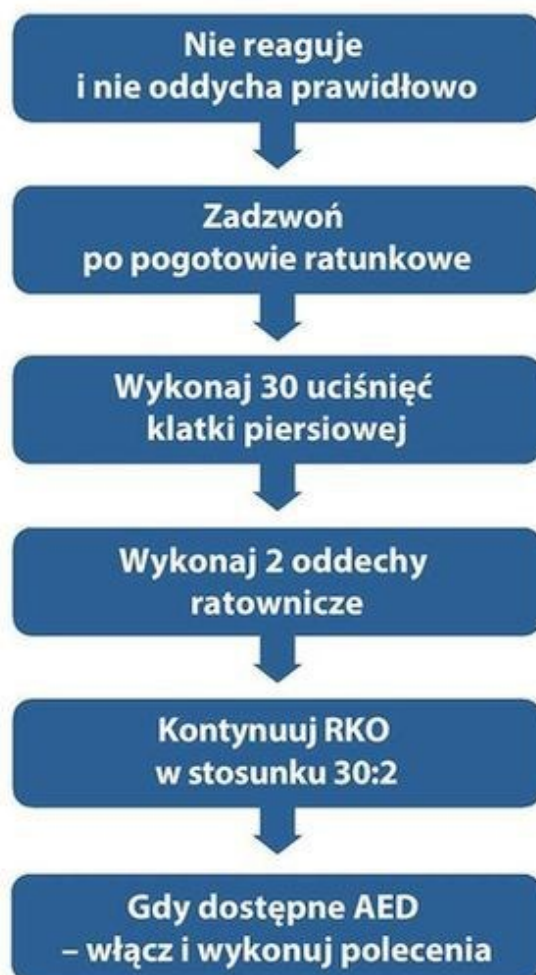 Nie reaguje
i nie oddycha prawidłowo
Zadzwoń
po pogotowie ratunkowe
Wykonaj 30 uciśnięć
klatki piersiowej
Wykonaj 2 oddechy
ratownicze
Kontynuuj RKO
w stosunku 30:2
Gdy dostępne AED
– włącz i wykonuj polecenia